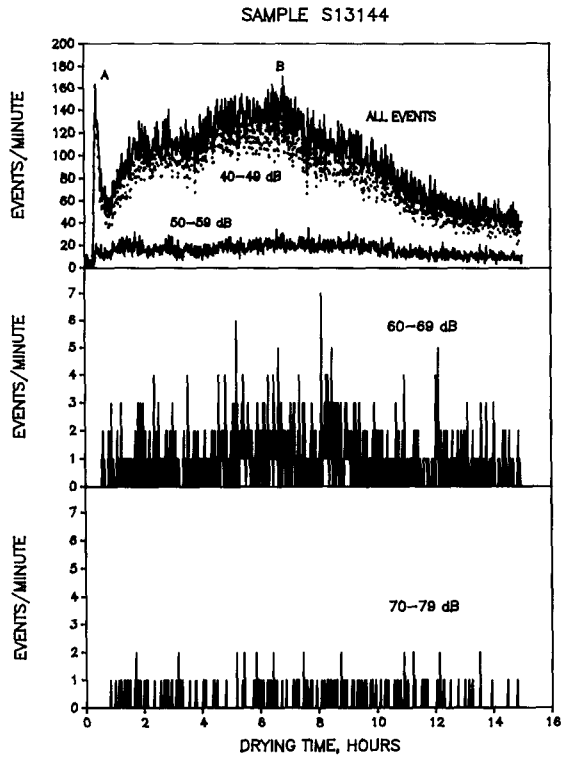 SAMPLE S13144
200
180
160
140
120
100
80
60
40
20
0
EVENTS/MINUTE
A
B
ALL EVENTS
40-49 dB
50-59 dB
7
6
5
4
3
2
1
0
EVENTS/MINUTE
60-69 dB
7
6
5
4
3
2
1
0
EVENTS/MINUTE
70-79 dB
0 2 4 6 8 10 12 14 16
DRYING TIME, HOURS